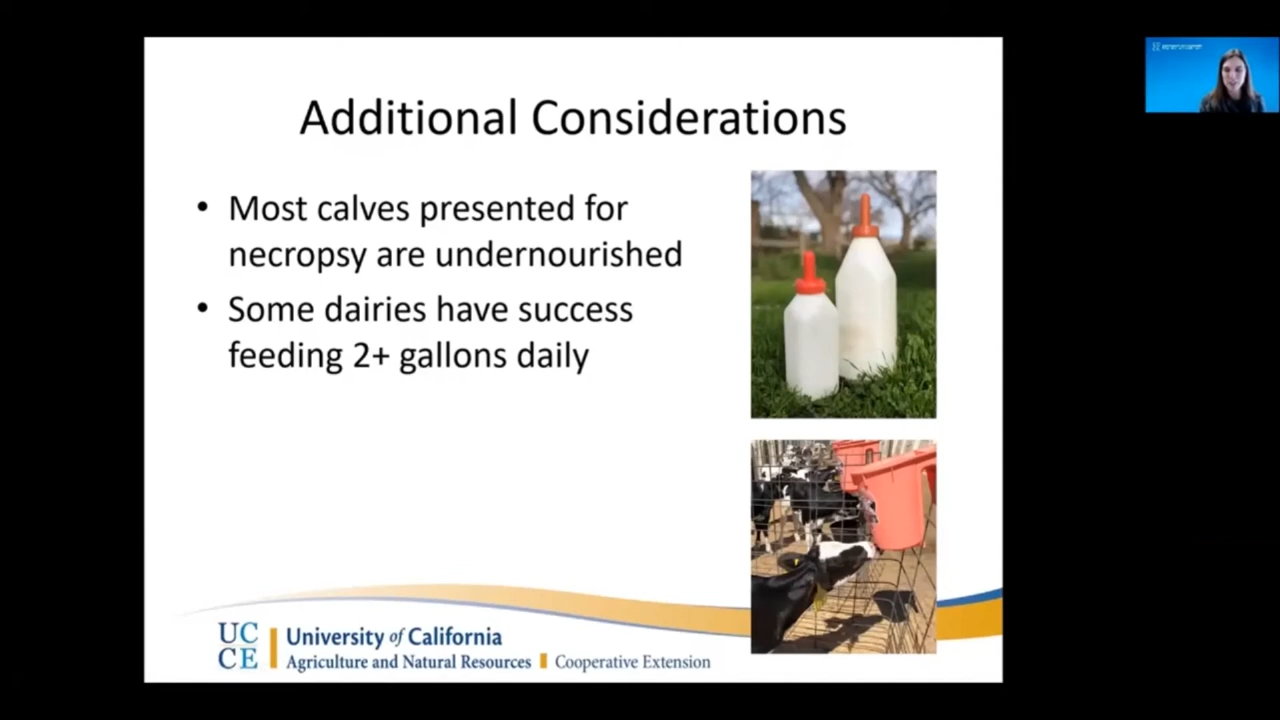 Additional Considerations
• Most calves presented for
necropsy are undernourished
• Some dairies have success
feeding 2+ gallons daily
UC
CE
University of California
Agriculture and Natural Resources
Cooperative Extension